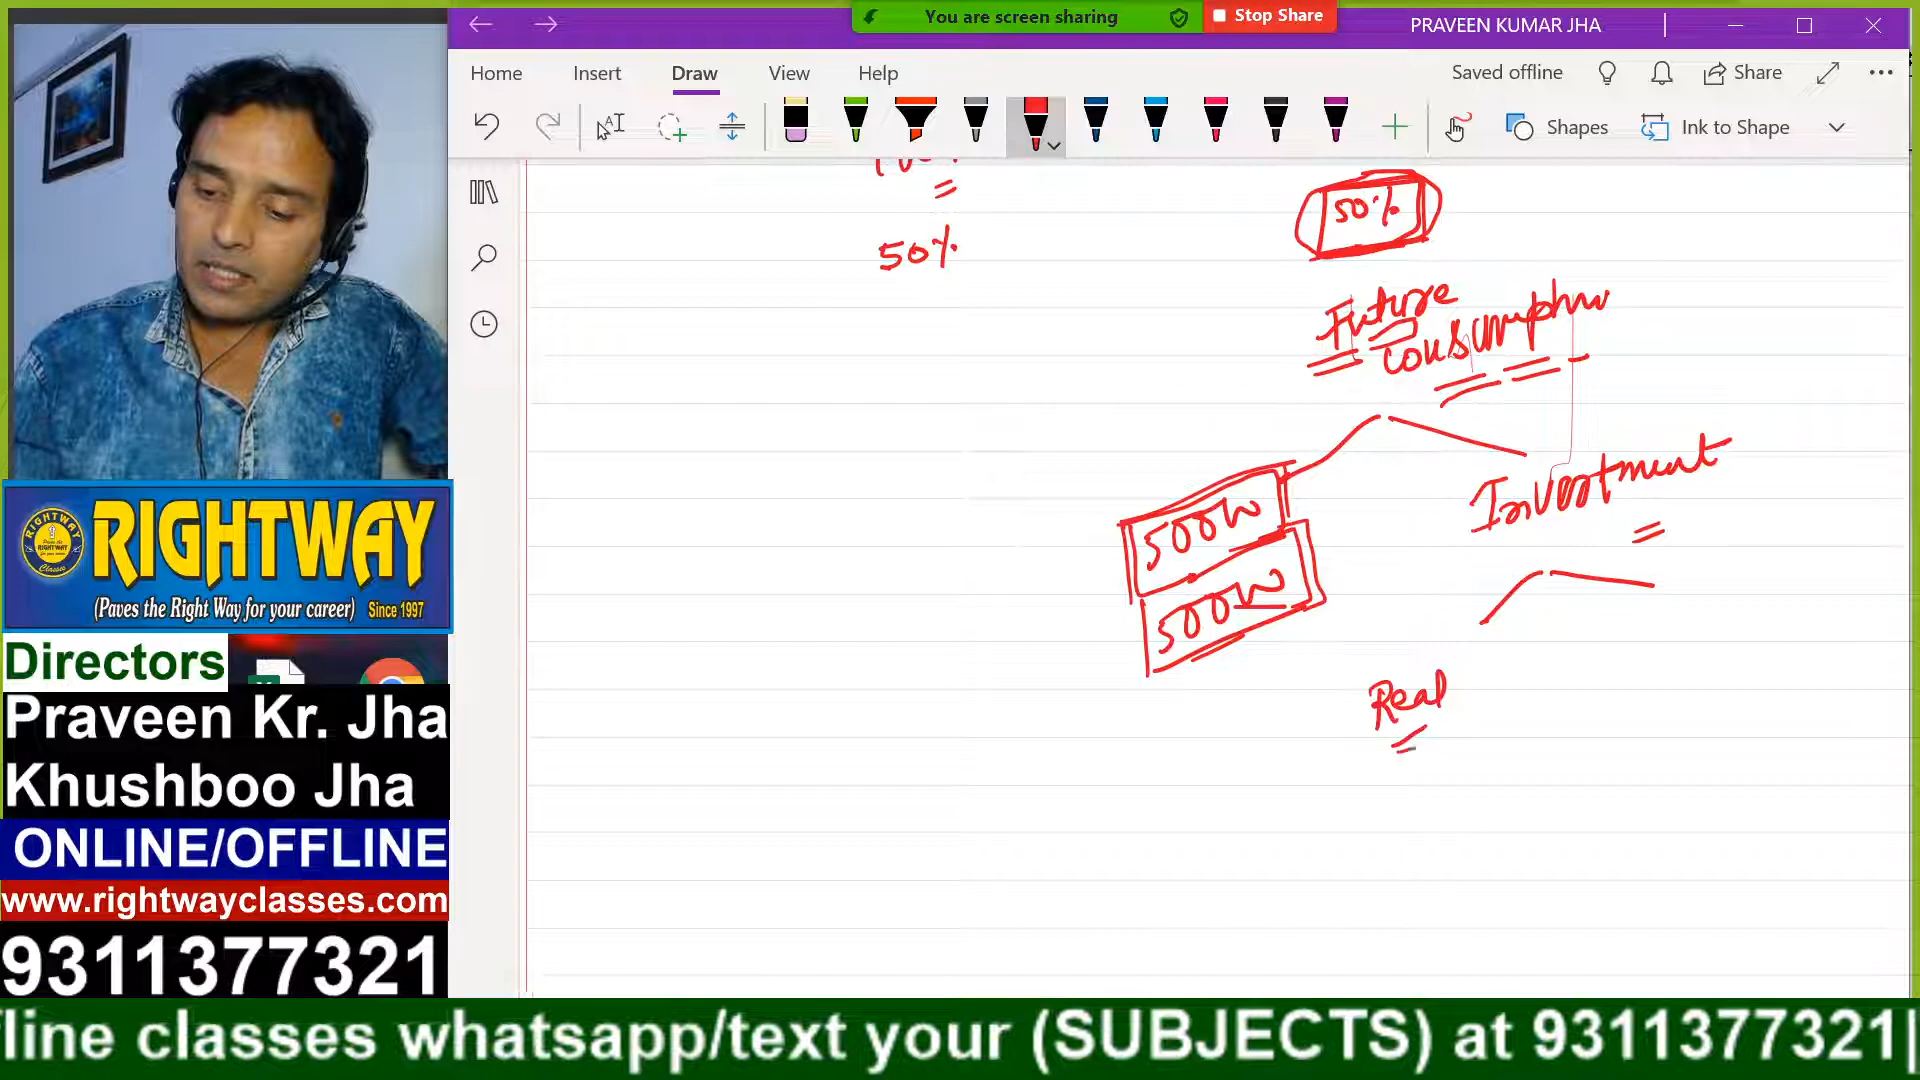 You are screen sharing
Stop Share
PRAVEEN KUMAR JHA
Home Insert Draw View Help
Saved offline
Share
Shapes
Ink to Shape
50%
50%
Future
consumption
500W
500W
Investment
Real
RIGHTWAY
Classes
RIGHTWAY
(Paves the Right Way for your career) Since 1997
Directors
Praveen Kr. Jha
Khushboo Jha
ONLINE/OFFLINE
www.rightwayclasses.com
9311377321
fline classes whatsapp/text your (SUBJECTS) at 9311377321|